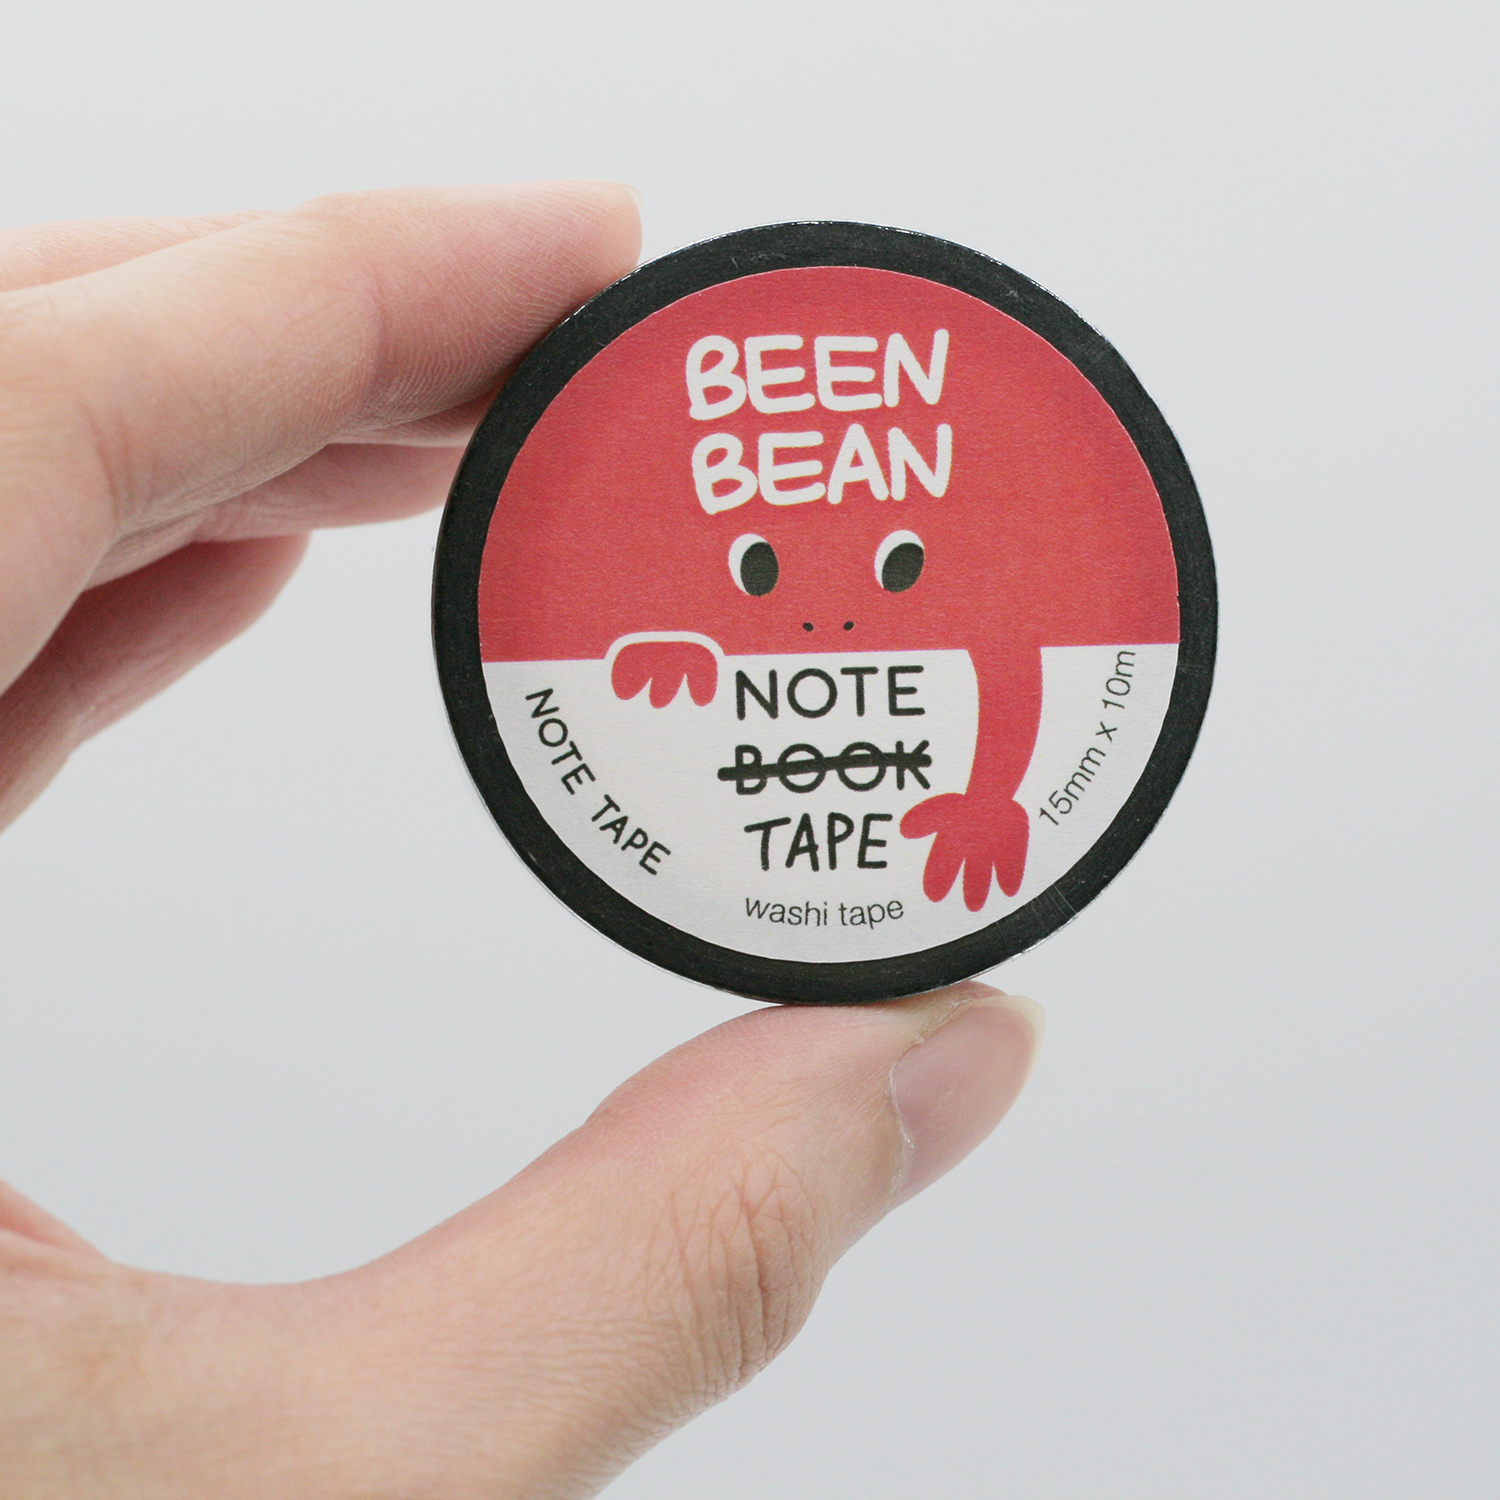 BEEN
BEAN
NOTE
BOOK
TAPE
washi tape
NOTE TAPE
15mm x 10m